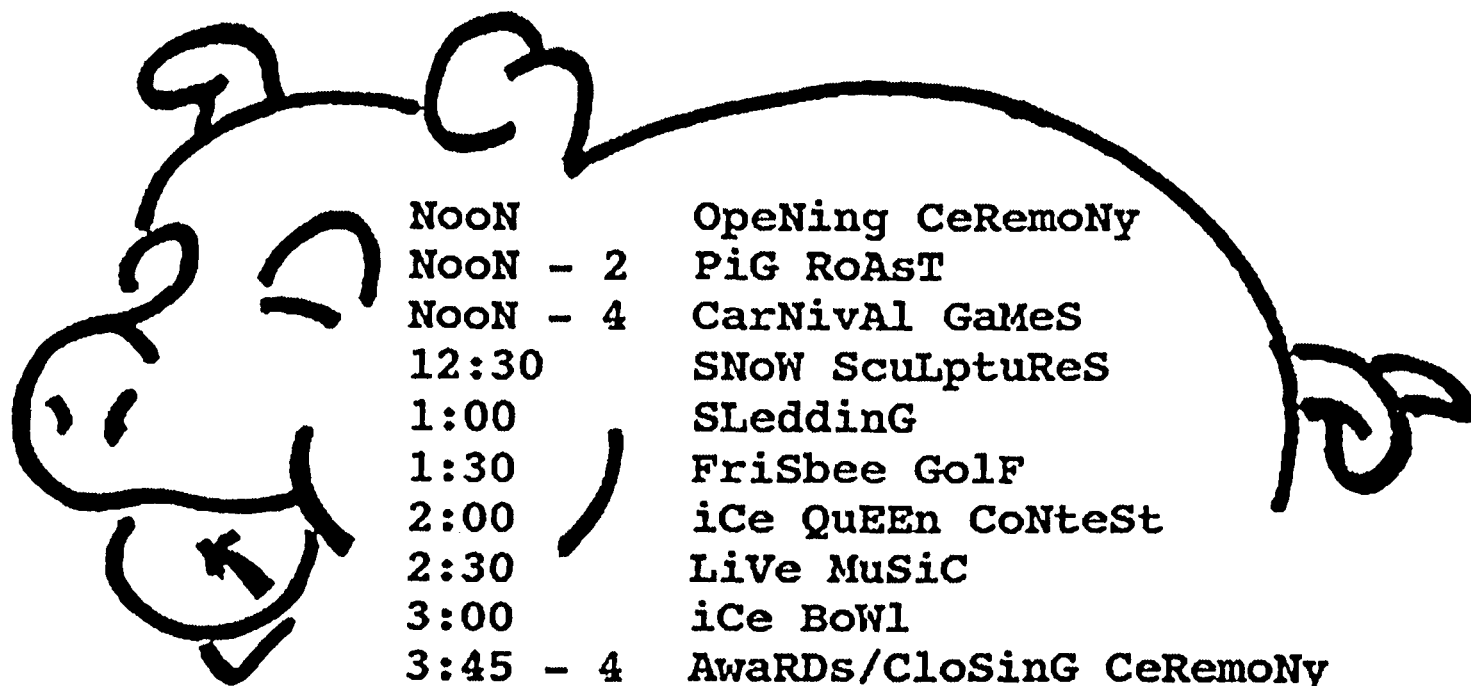 NooN OpeNing CeRemoNy
NooN - 2 PiG RoAsT
NooN - 4 CarNivAl GaMeS
12:30 SNoW ScuLptuReS
1:00 SLeddinG
1:30 FriSbee GolF
2:00 iCe QuEEn CoNteSt
2:30 LiVe MuSiC
3:00 iCe BoWl
3:45 - 4 AwaRDs/CloSinG CeRemoNy